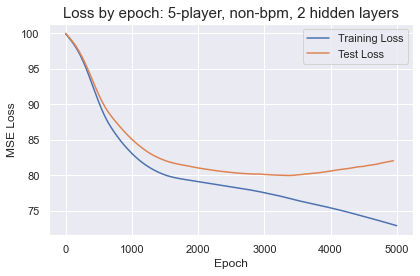 Loss by epoch: 5-player, non-bpm, 2 hidden layers
Training Loss
Test Loss
MSE Loss
100
95
90
85
80
75
0
1000
2000
3000
4000
5000
Epoch